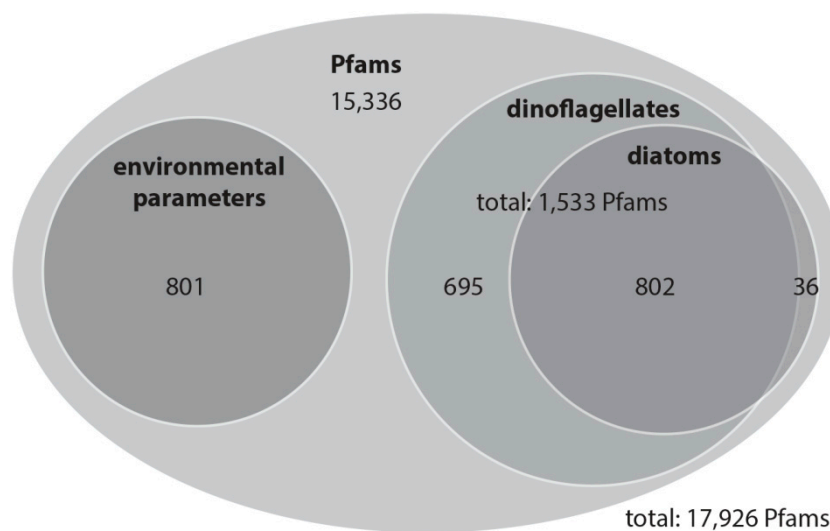 Pfams
15,336
dinoflagellates
environmental
parameters
diatoms
total: 1,533 Pfams
801
695
802
36
total: 17,926 Pfams